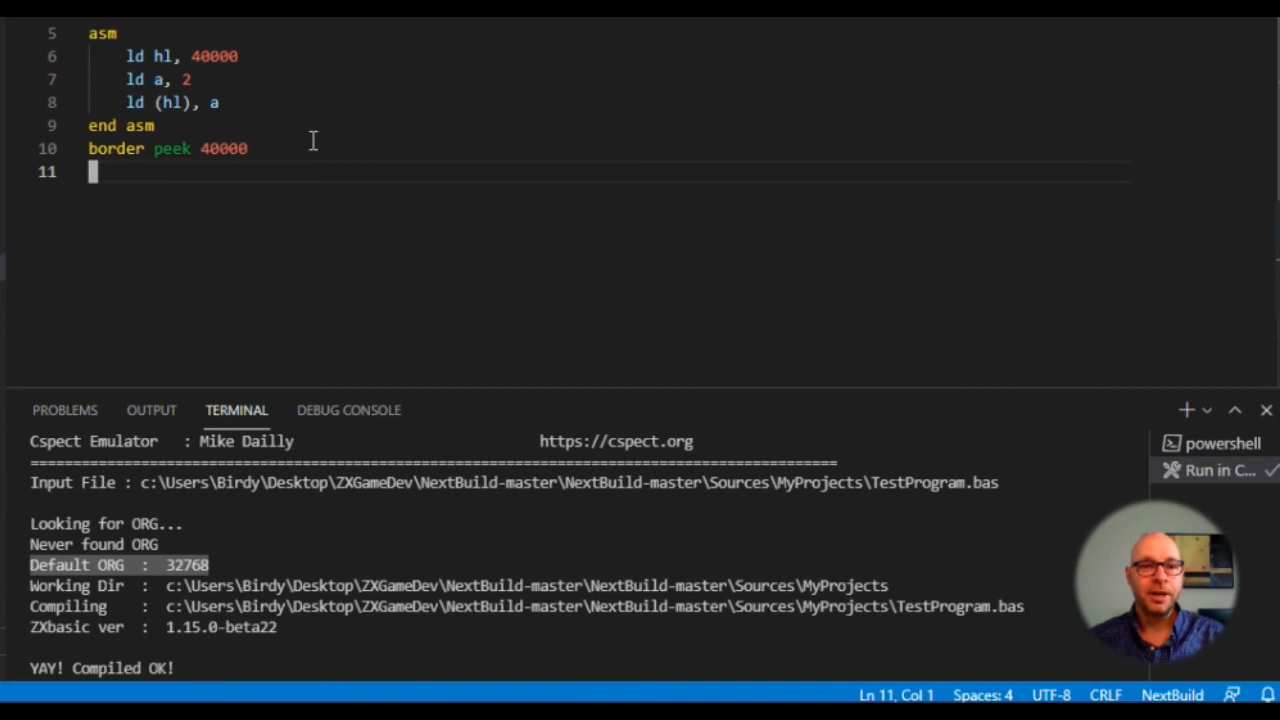 5 asm
6 ld hl, 40000
7 ld a, 2
8 ld (hl), a
9 end asm
10 border peek 40000
11
PROBLEMS OUTPUT TERMINAL DEBUG CONSOLE
Cspect Emulator : Mike Dailly https://cspect.org
=======================================================================================
Input File : c:\Users\Birdy\Desktop\ZXGameDev\NextBuild-master\NextBuild-master\Sources\MyProjects\TestProgram.bas
Looking for ORG...
Never found ORG
Default ORG : 32768
Working Dir : c:\Users\Birdy\Desktop\ZXGameDev\NextBuild-master\NextBuild-master\Sources\MyProjects
Compiling : c:\Users\Birdy\Desktop\ZXGameDev\NextBuild-master\NextBuild-master\Sources\MyProjects\TestProgram.bas
ZXbasic ver : 1.15.0-beta22
YAY! Compiled OK!
powershell
Run in C...
Ln 11, Col 1 Spaces: 4 UTF-8 CRLF NextBuild